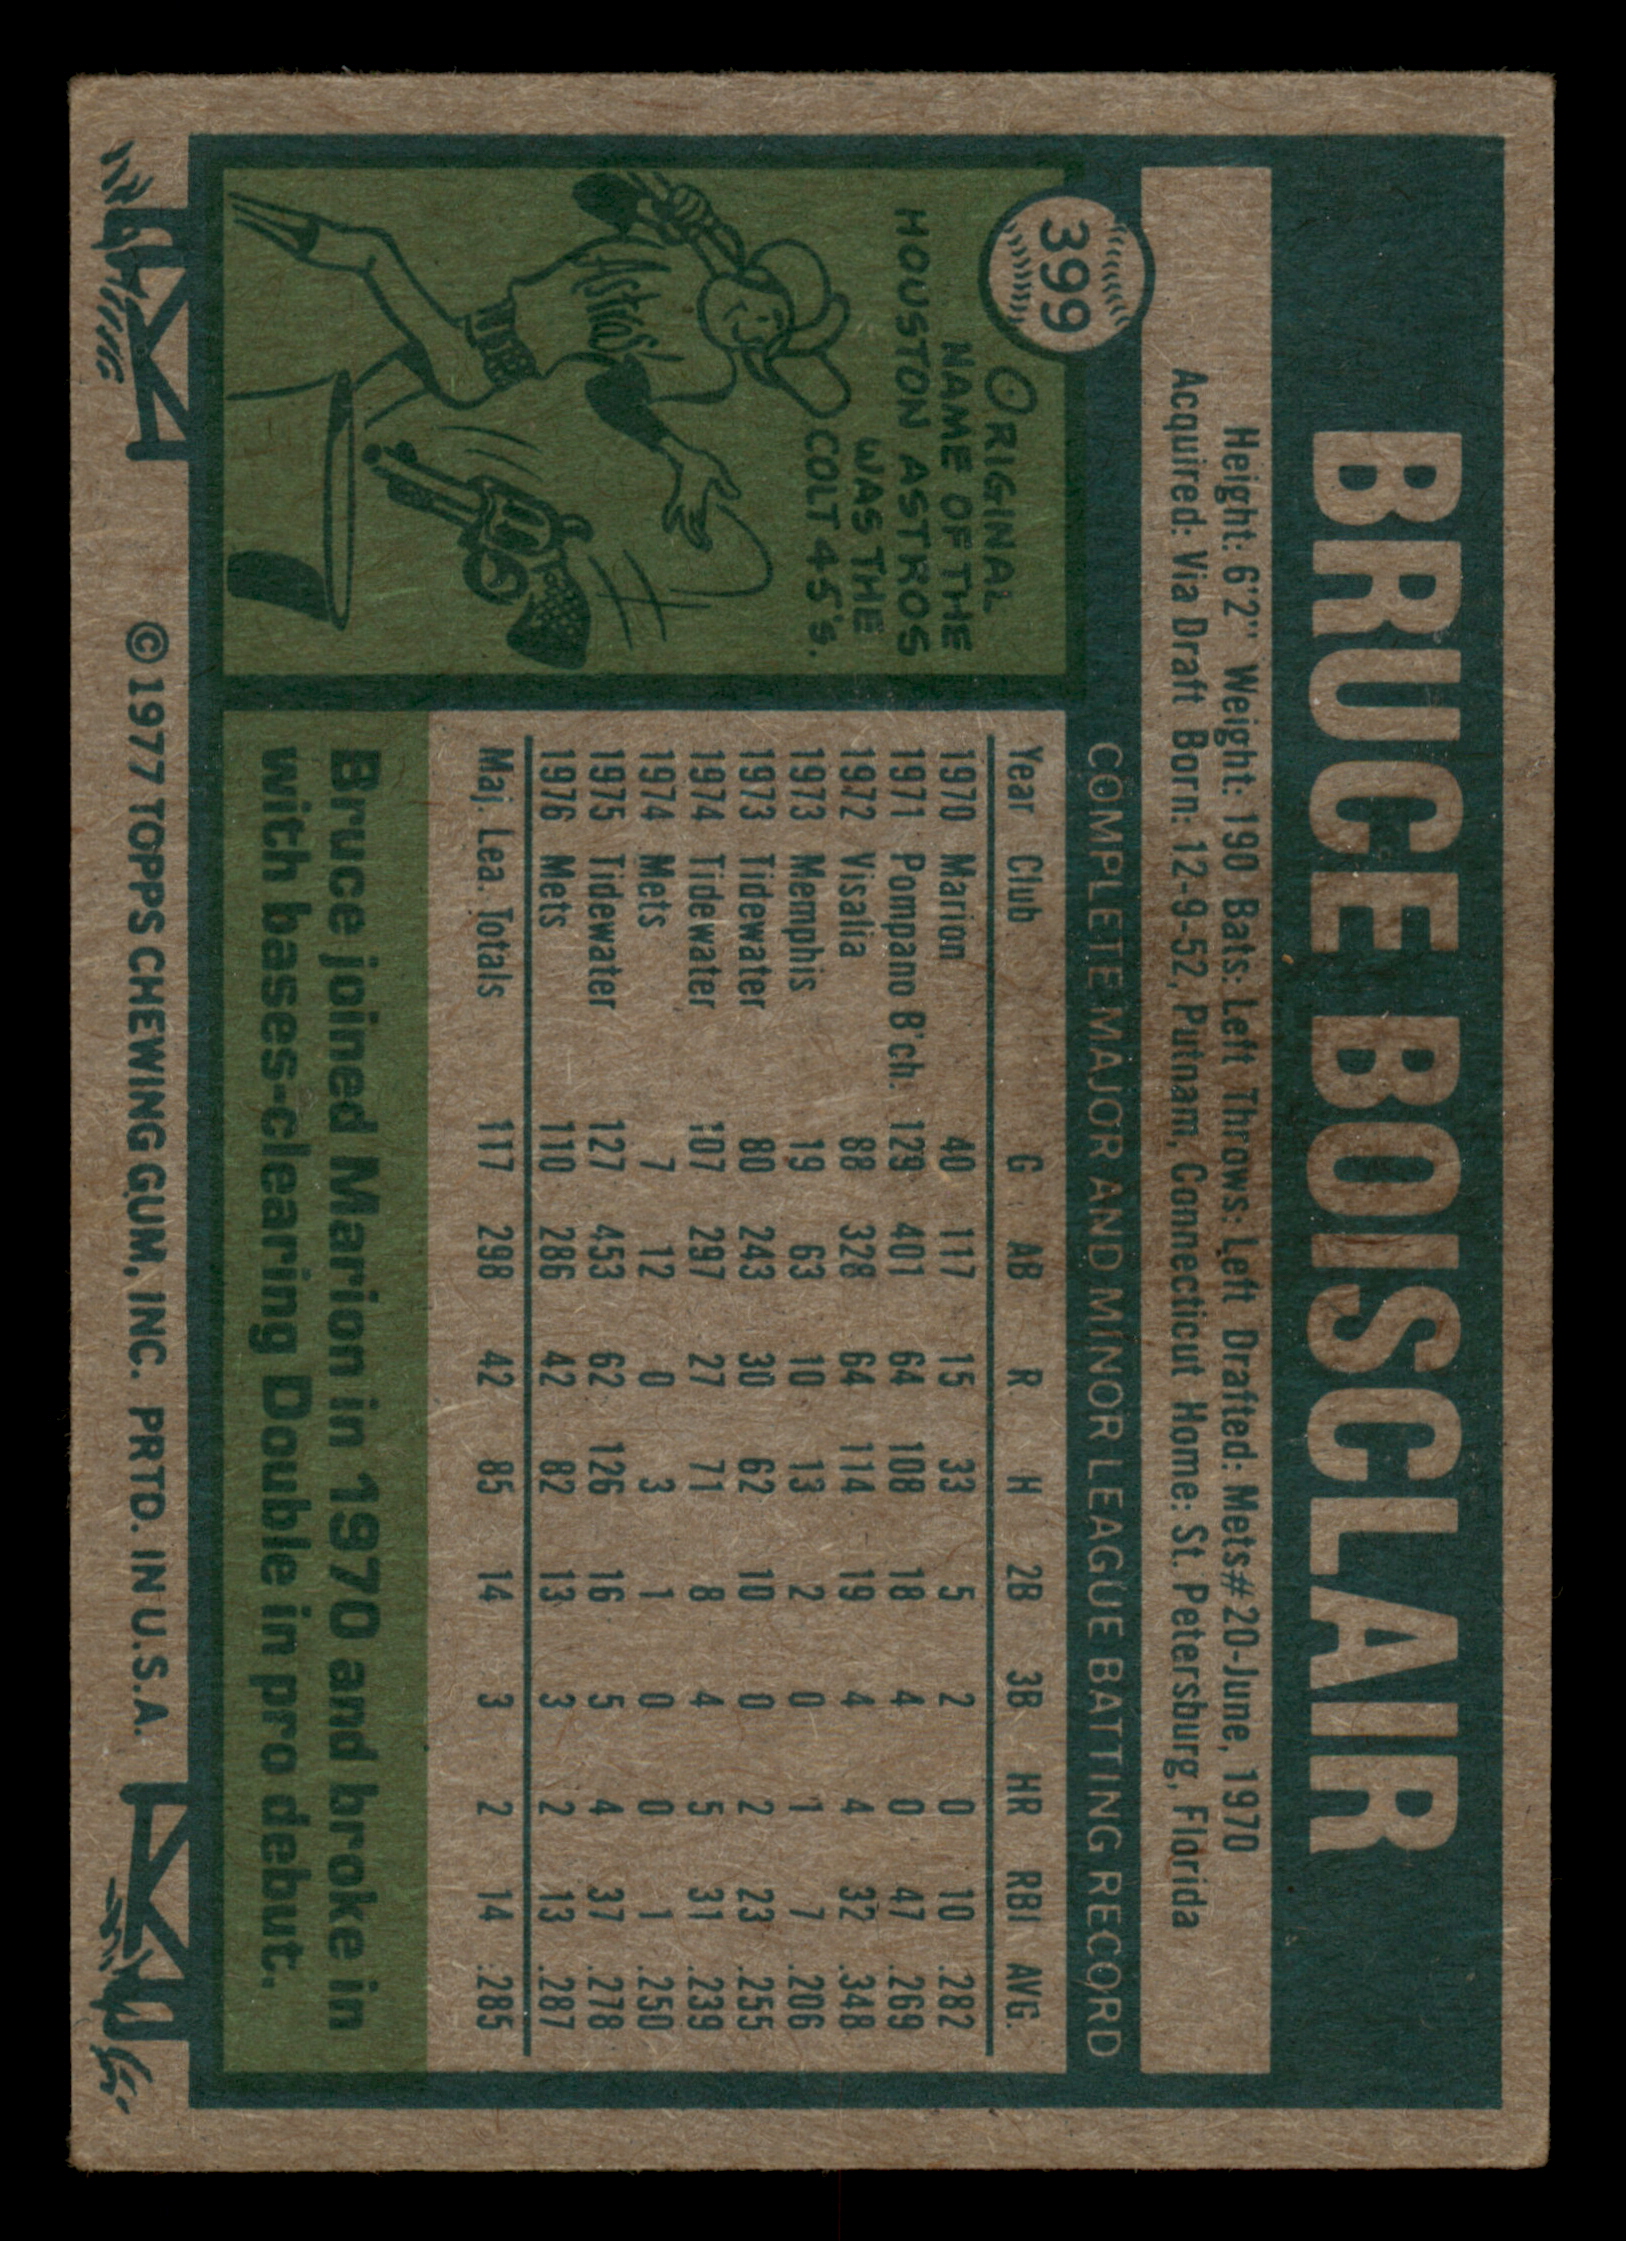 BRUCE BOISCLAIR
Height: 6'2" Weight: 190 Bats: Left Throws: Left Drafted: Mets#20-June, 1970
Acquired: Via Draft Born: 12-9-52, Putnam, Connecticut Home: St. Petersburg, Florida
399
ORIGINAL
NAME OF THE
HOUSTON ASTROS
WAS THE
COLT 45'S.
Astros
COMPLETE MAJOR AND MINOR LEAGUE BATTING RECORD
Year Club G AB R H 2B 3B HR RBI AVG.
1970 Marion 40 117 15 33 5 2 0 10 .282
1971 Pompano B'ch. 129 401 64 108 18 4 0 47 .269
1972 Visalia 88 328 64 114 19 4 4 32 .348
1973 Memphis 19 63 10 13 2 0 1 7 .206
1973 Tidewater 80 243 30 62 10 0 2 23 .255
1974 Tidewater 107 297 27 71 8 4 5 31 .239
1974 Mets 7 12 0 3 1 0 0 1 .250
1975 Tidewater 127 453 62 126 16 5 4 37 .278
1976 Mets 110 286 42 82 13 3 2 13 .287
Maj. Lea. Totals 117 298 42 85 14 3 2 14 .285
Bruce joined Marion in 1970 and broke in
with bases-clearing Double in pro debut.
© 1977 TOPPS CHEWING GUM, INC. PRTD. IN U.S.A.